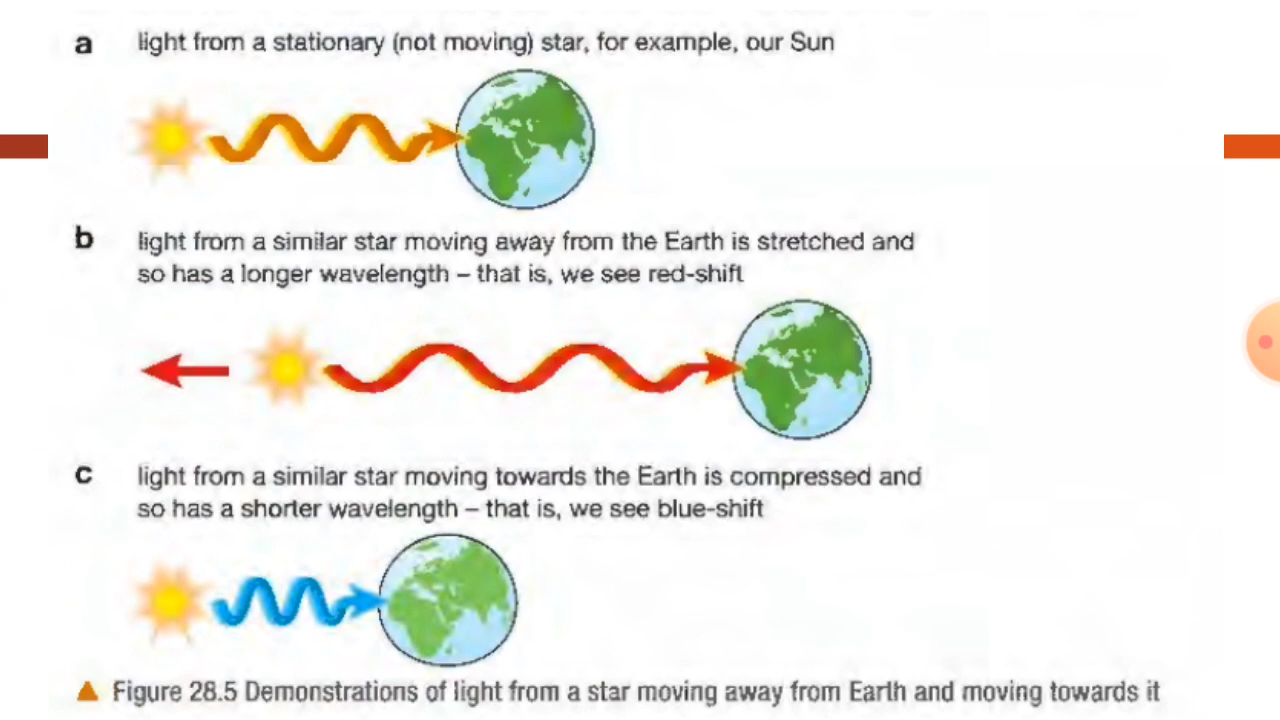 a light from a stationary (not moving) star, for example, our Sun
b light from a similar star moving away from the Earth is stretched and
so has a longer wavelength – that is, we see red-shift
c light from a similar star moving towards the Earth is compressed and
so has a shorter wavelength – that is, we see blue-shift
▲ Figure 28.5 Demonstrations of light from a star moving away from Earth and moving towards it